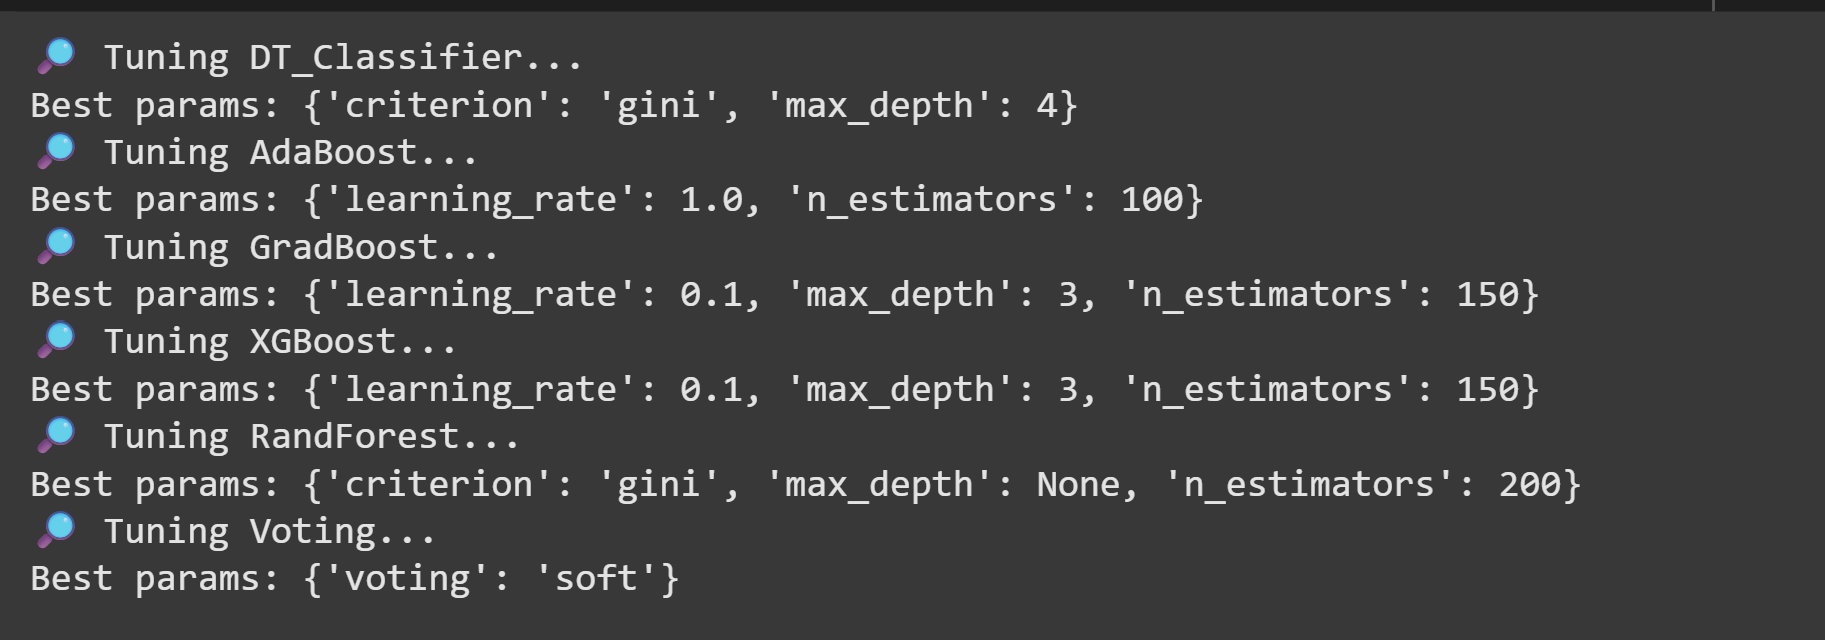 🔎 Tuning DT_Classifier...
Best params: {'criterion': 'gini', 'max_depth': 4}
🔎 Tuning AdaBoost...
Best params: {'learning_rate': 1.0, 'n_estimators': 100}
🔎 Tuning GradBoost...
Best params: {'learning_rate': 0.1, 'max_depth': 3, 'n_estimators': 150}
🔎 Tuning XGBoost...
Best params: {'learning_rate': 0.1, 'max_depth': 3, 'n_estimators': 150}
🔎 Tuning RandForest...
Best params: {'criterion': 'gini', 'max_depth': None, 'n_estimators': 200}
🔎 Tuning Voting...
Best params: {'voting': 'soft'}